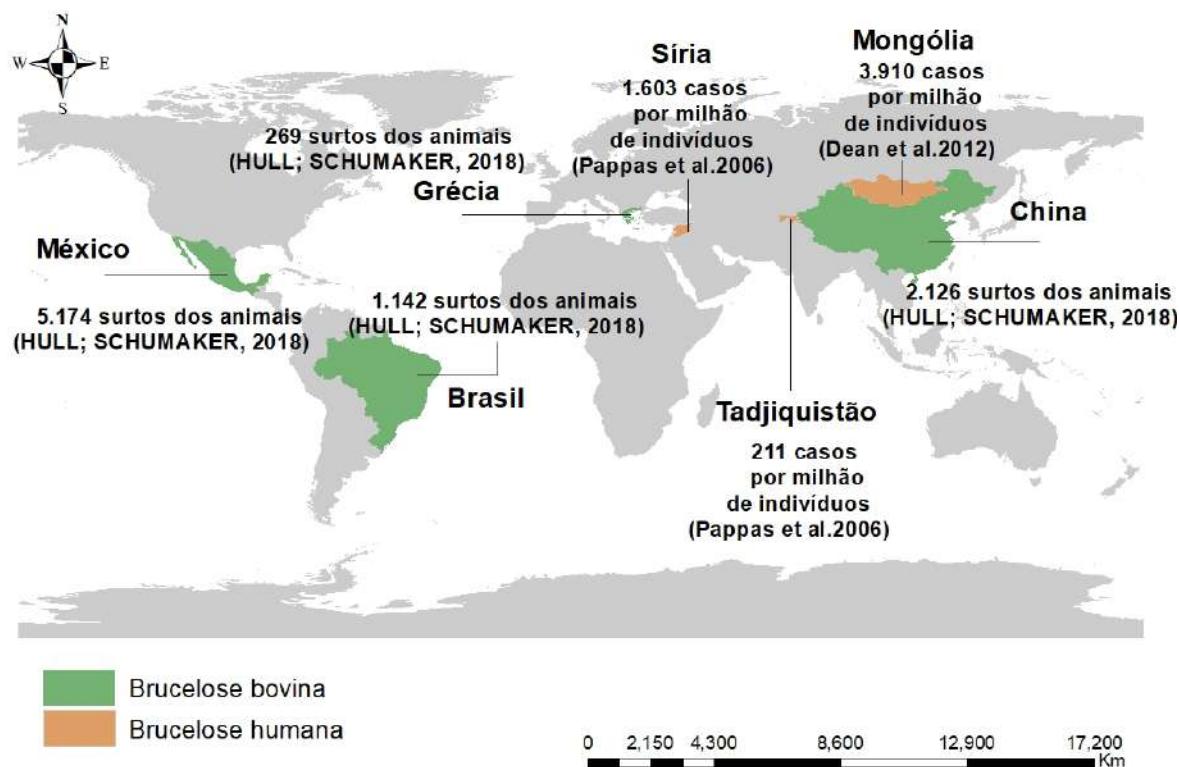 N
W
E
S
Síria
1.603 casos
por milhão
de indivíduos
(Pappas et al.2006)
Mongólia
3.910 casos
por milhão
de indivíduos
(Dean et al.2012)
269 surtos dos animais
(HULL; SCHUMAKER, 2018)
Grécia
China
2.126 surtos dos animais
(HULL; SCHUMAKER, 2018)
México
5.174 surtos dos animais
(HULL; SCHUMAKER, 2018)
1.142 surtos dos animais
(HULL; SCHUMAKER, 2018)
Brasil
Tadjiquistão
211 casos
por milhão
de indivíduos
(Pappas et al.2006)
Brucelose bovina
Brucelose humana
0 2,150 4,300 8,600 12,900 17,200
Km